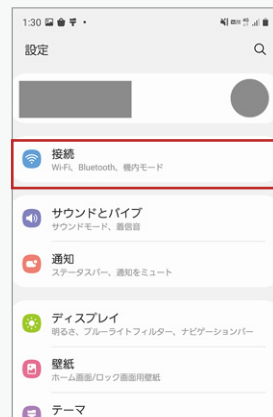 1:30
設定
接続
Wi-Fi、Bluetooth、機内モード
サウンドとバイブ
サウンドモード、着信音
通知
ステータスバー、通知をミュート
ディスプレイ
明るさ、ブルーライトフィルター、ナビゲーションバー
壁紙
ホーム画面/ロック画面用壁紙
テーマ